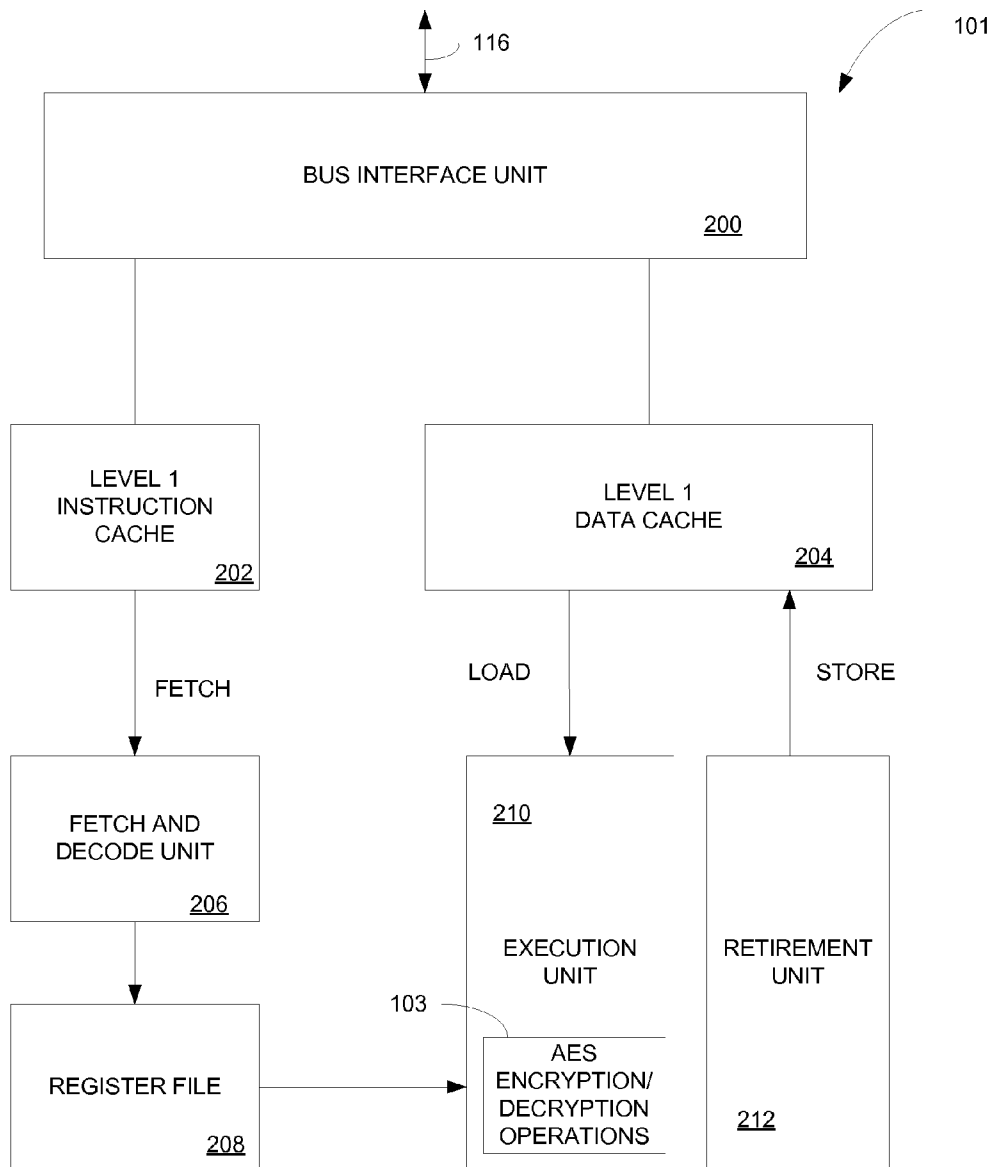 116
101
BUS INTERFACE UNIT
200
LEVEL 1
INSTRUCTION
CACHE
202
LEVEL 1
DATA CACHE
204
FETCH
LOAD
STORE
FETCH AND
DECODE UNIT
206
210
EXECUTION
UNIT
RETIREMENT
UNIT
103
REGISTER FILE
208
AES
ENCRYPTION/
DECRYPTION
OPERATIONS
212